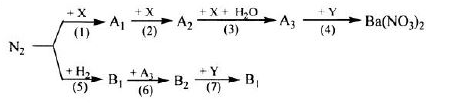 N₂ + X (1) A₁ + X (2) A₂ + X + H₂O (3) A₃ + Y (4) Ba(NO₃)₂
+ H₂ (5) B₁ + A₃ (6) B₂ + Y (7) B₁